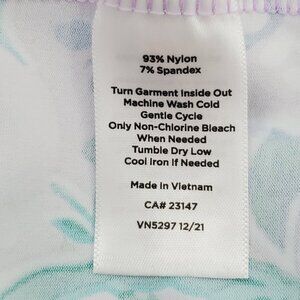 93% Nylon
7% Spandex
Turn Garment Inside Out
Machine Wash Cold
Gentle Cycle
Only Non-Chlorine Bleach
When Needed
Tumble Dry Low
Cool Iron if Needed
Made in Vietnam
CA# 23147
VN5297 12/21